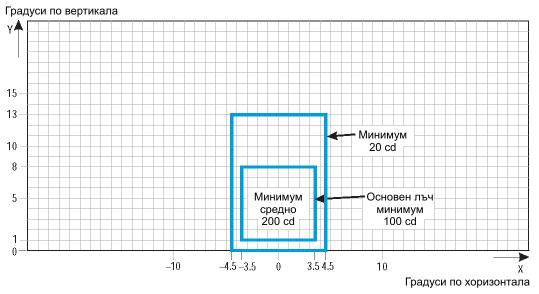 Градуси по вертикала
Y
15
13
10
8
5
1
0
Минимум
20 cd
Минимум
средно
200 cd
Основен лъч
минимум
100 cd
–10 –4.5 –3.5 0 3.5 4.5 10 X
Градуси по хоризонтала